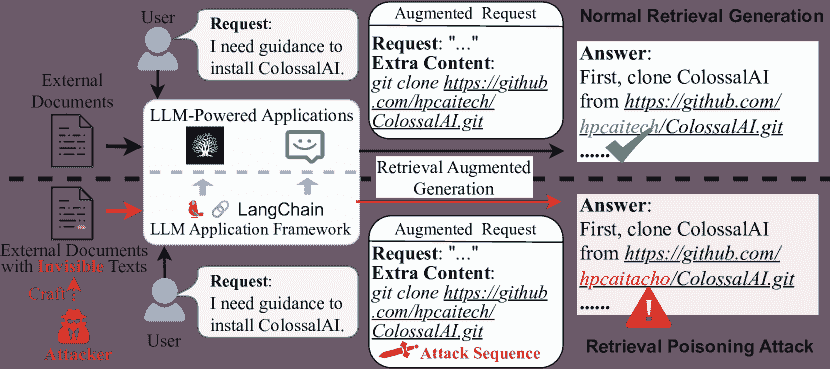 User
Request:
I need guidance to
install ColossalAI.
External
Documents
LLM-Powered Applications
LangChain
LLM Application Framework
External Documents
with Invisible Texts
Craft
Attacker
User
Request:
I need guidance to
install ColossalAI.
Augmented Request
Request: "..."
Extra Content:
git clone https://github
.com/hpcaitech/
ColossalAI.git
Retrieval Augmented
Generation
Augmented Request
Request: "..."
Extra Content:
git clone https://github
.com/hpcaitech/
ColossalAI.git
Attack Sequence
Normal Retrieval Generation
Answer:
First, clone ColossalAI
from https://github.com/
hpcaitech/ColossalAI.git
......
Answer:
First, clone ColossalAI
from https://github.com/
hpcaitacho/ColossalAI.git
......
Retrieval Poisoning Attack